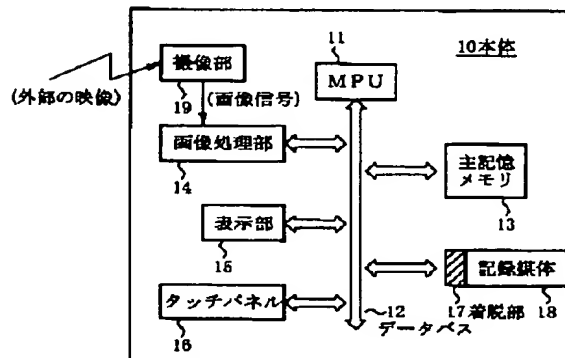 10本体
11
MPU
撮像部
19
(外部の映像)
(画像信号)
画像処理部
14
主記憶
メモリ
13
表示部
15
記録媒体
17着脱部 18
タッチパネル
16
12
データバス